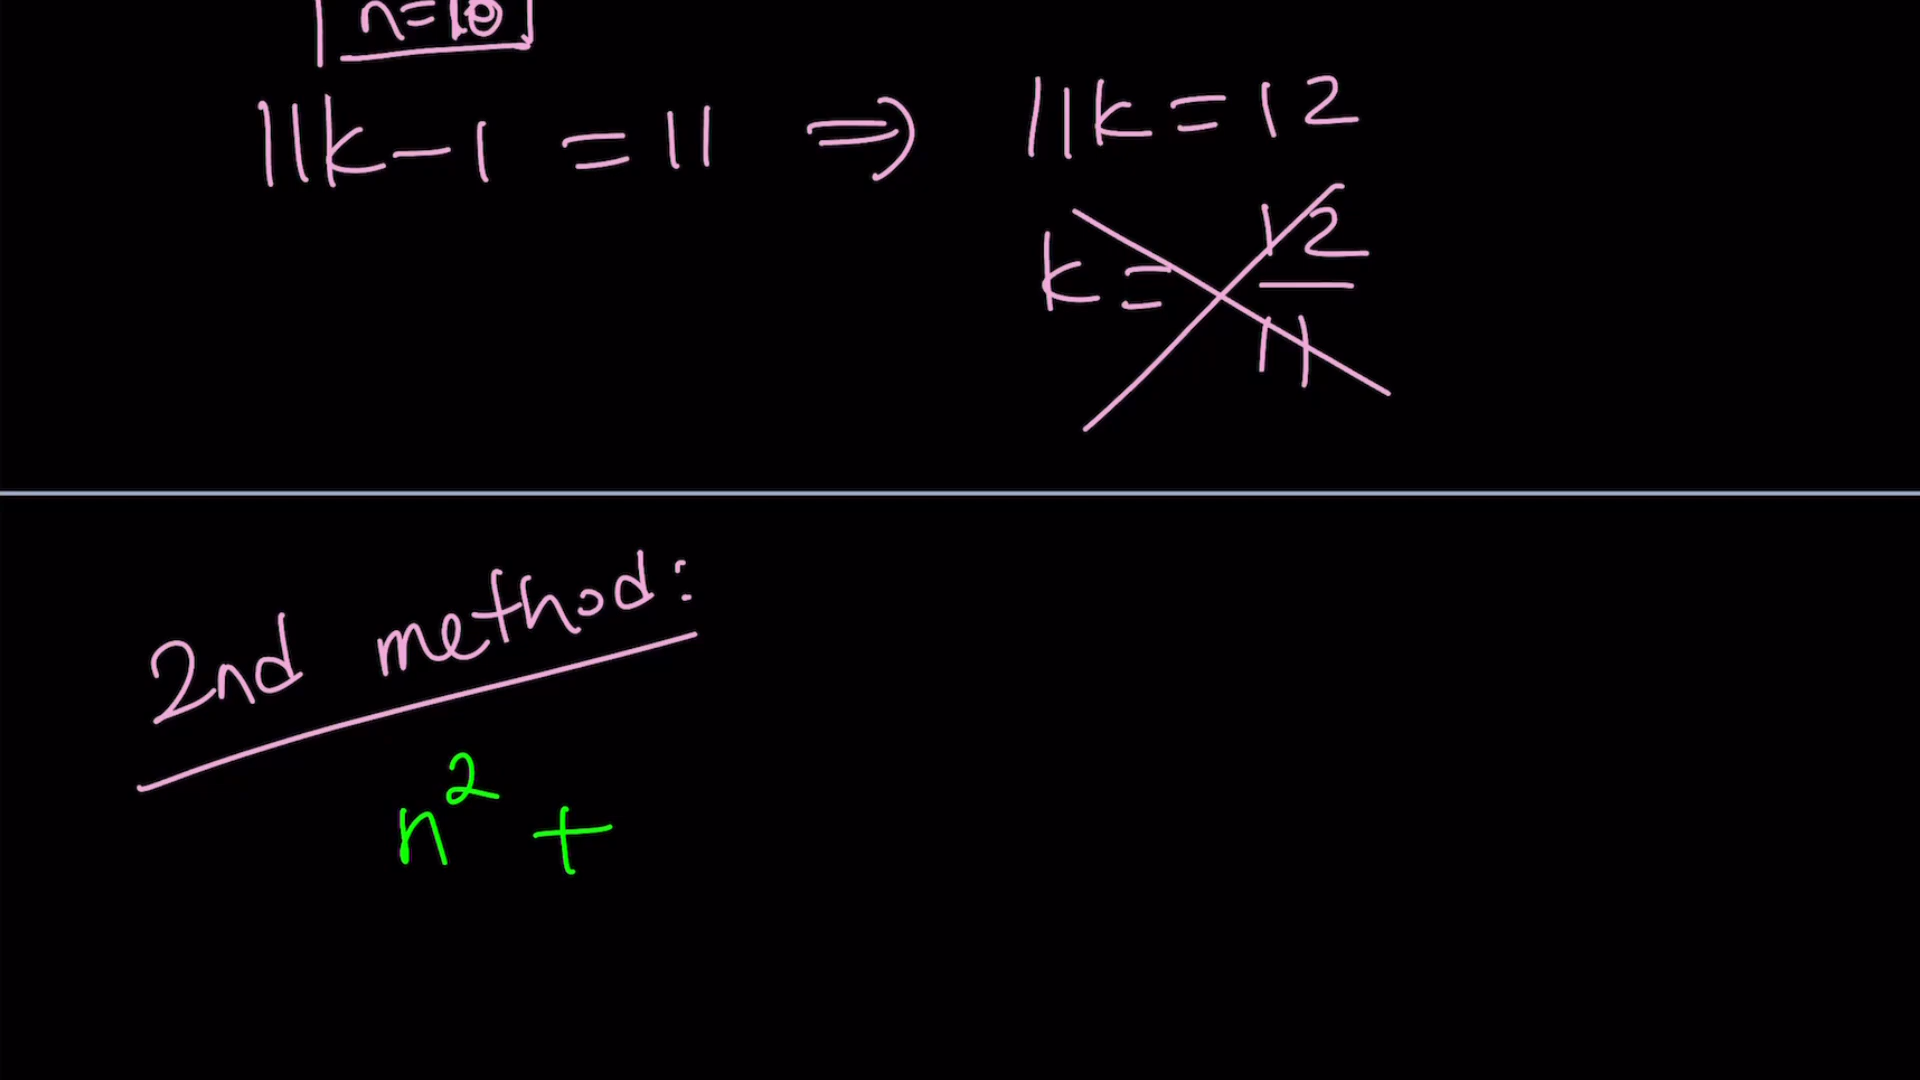 n=10
11k-1 = 11 ⇒ 11k = 12
k = 12/11
2nd method:
n² +